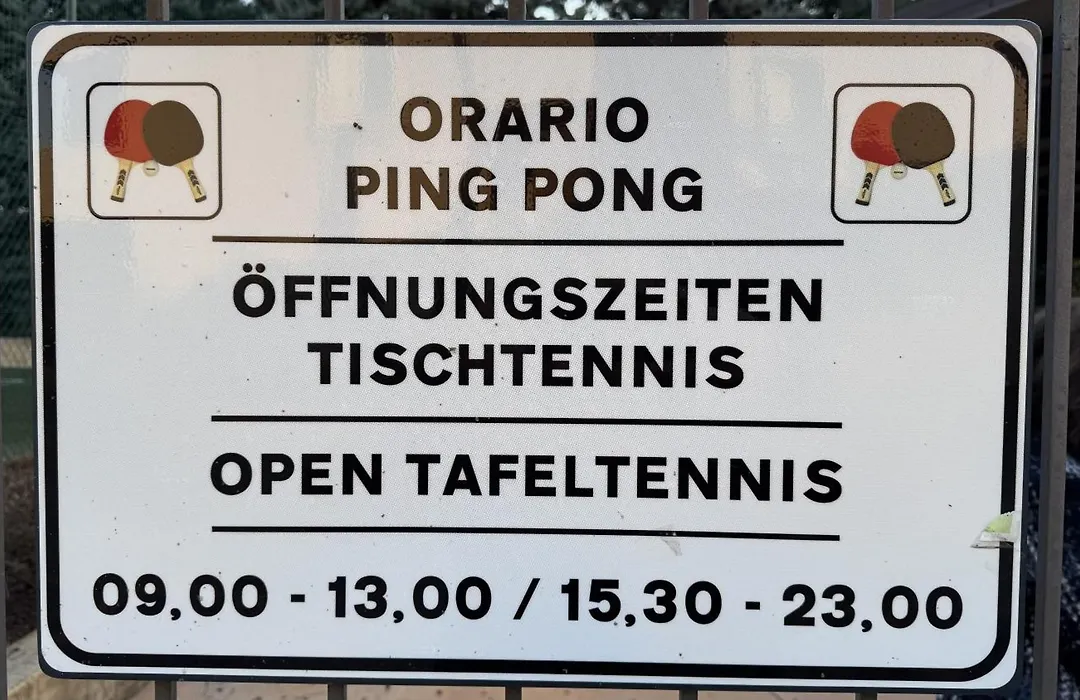 ORARIO
PING PONG
ÖFFNUNGSZEITEN
TISCHTENNIS
OPEN TAFELTENNIS
09,00 - 13,00 / 15,30 - 23,00